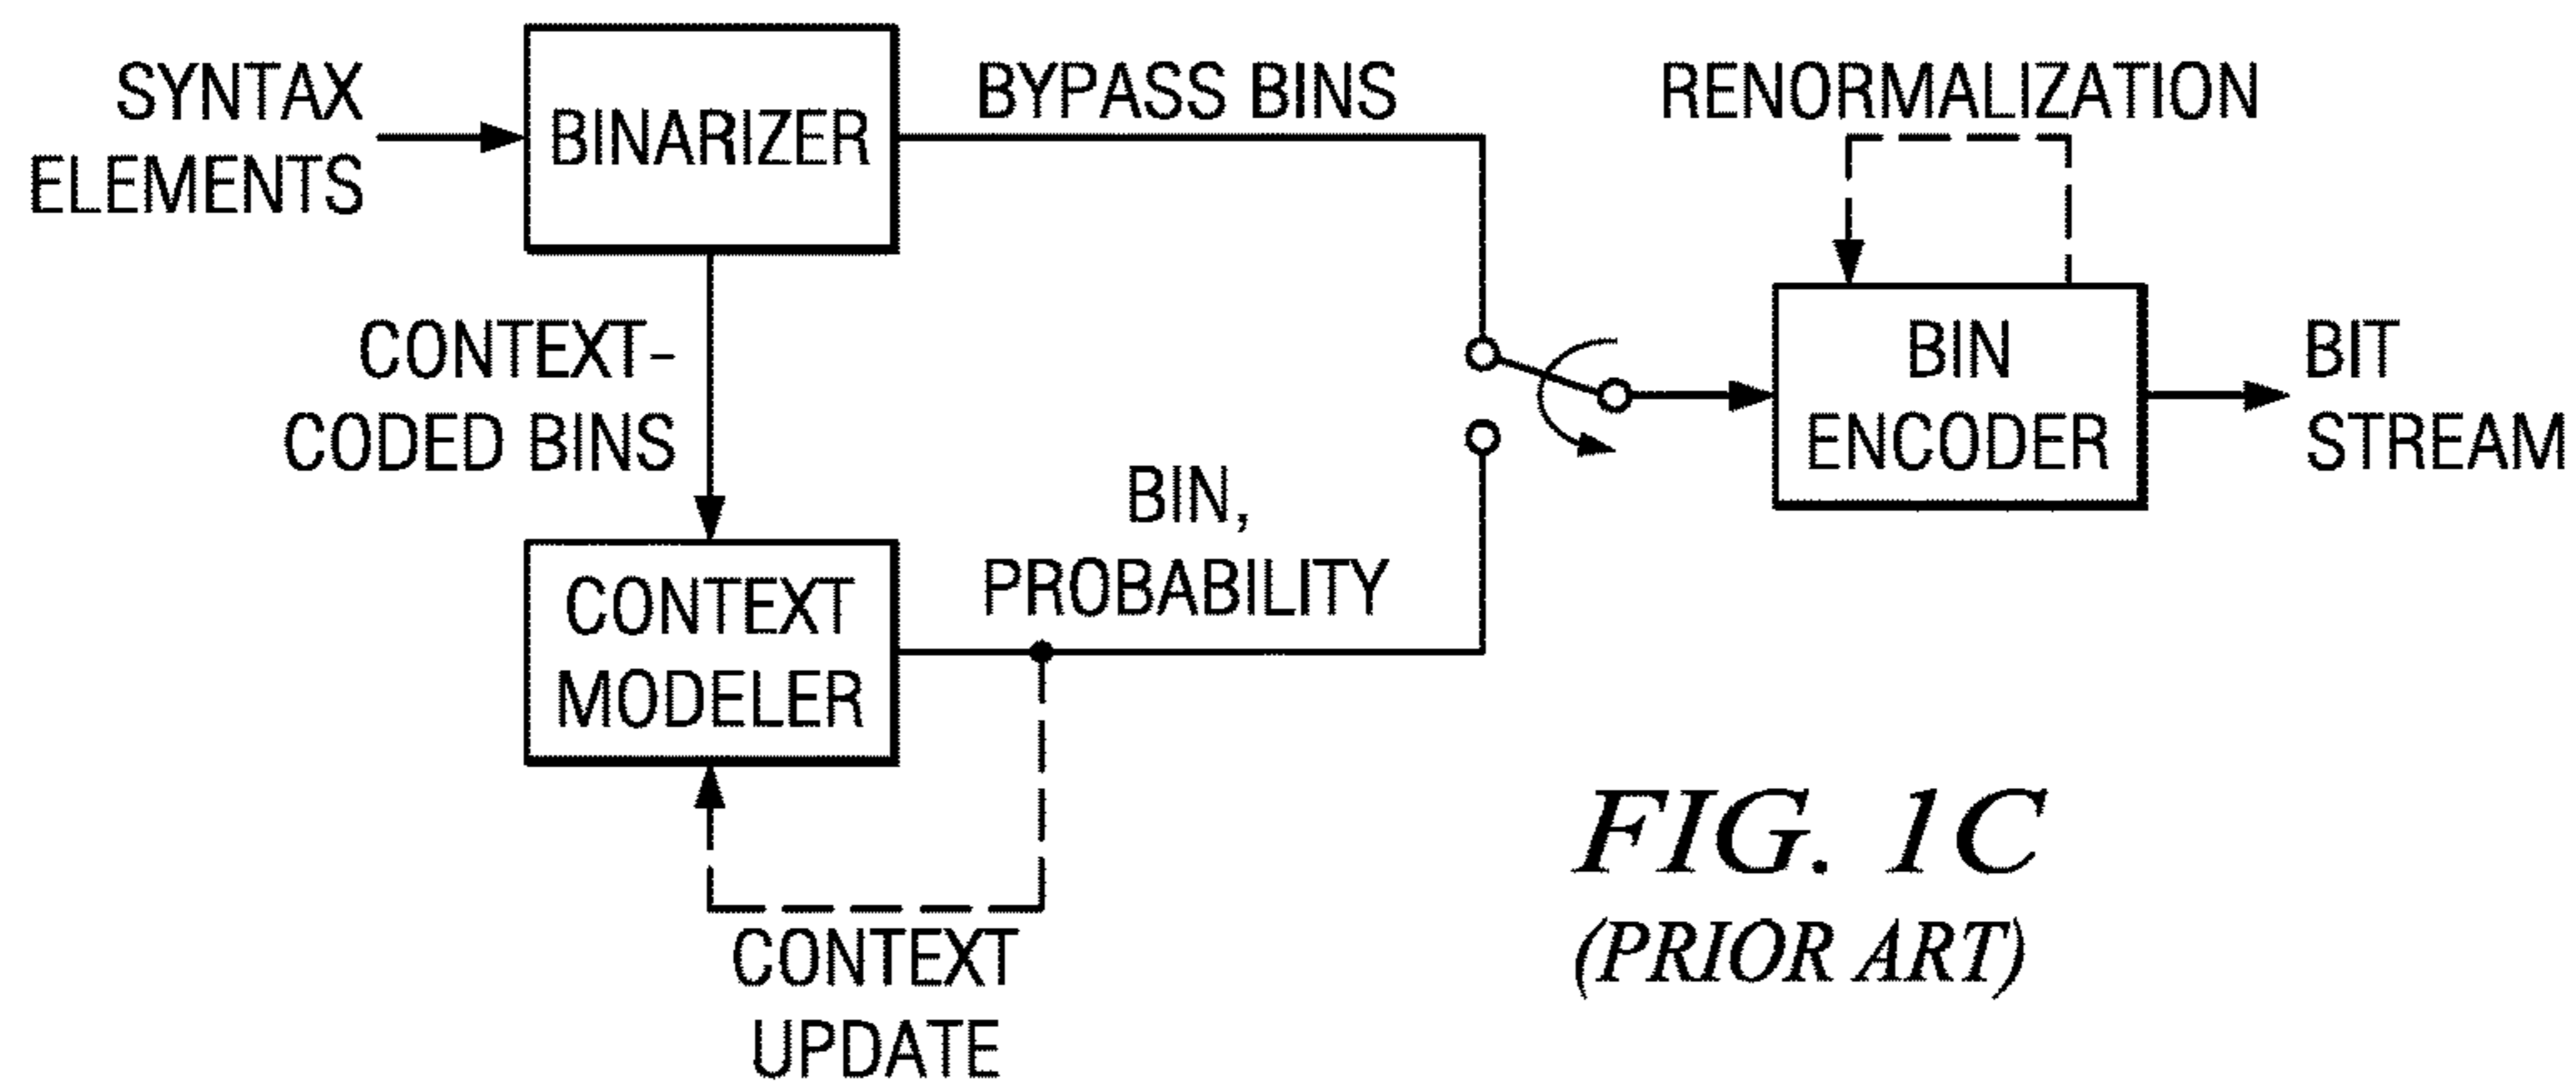 SYNTAX
ELEMENTS
BINARIZER
BYPASS BINS
RENORMALIZATION
CONTEXT-
CODED BINS
BIN
ENCODER
BIT
STREAM
BIN,
PROBABILITY
CONTEXT
MODELER
CONTEXT
UPDATE
FIG. 1C
(PRIOR ART)